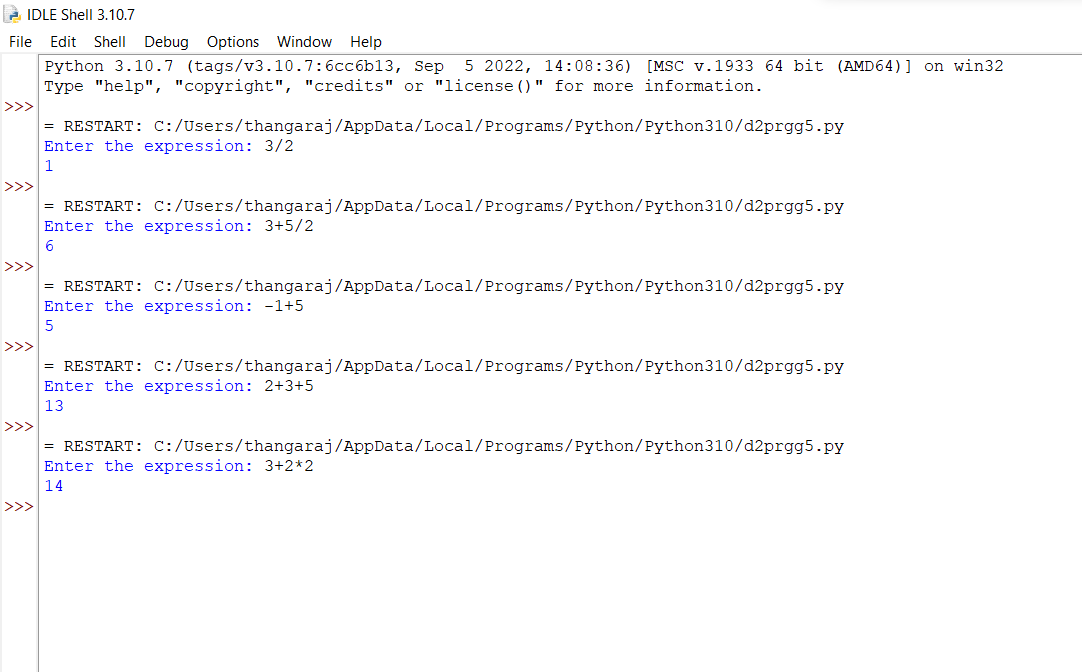 IDLE Shell 3.10.7
File Edit Shell Debug Options Window Help
Python 3.10.7 (tags/v3.10.7:6cc6b13, Sep  5 2022, 14:08:36) [MSC v.1933 64 bit (AMD64)] on win32
Type "help", "copyright", "credits" or "license()" for more information.
>>>
= RESTART: C:/Users/thangaraj/AppData/Local/Programs/Python/Python310/d2prgg5.py
Enter the expression: 3/2
1
>>>
= RESTART: C:/Users/thangaraj/AppData/Local/Programs/Python/Python310/d2prgg5.py
Enter the expression: 3+5/2
6
>>>
= RESTART: C:/Users/thangaraj/AppData/Local/Programs/Python/Python310/d2prgg5.py
Enter the expression: -1+5
5
>>>
= RESTART: C:/Users/thangaraj/AppData/Local/Programs/Python/Python310/d2prgg5.py
Enter the expression: 2+3+5
13
>>>
= RESTART: C:/Users/thangaraj/AppData/Local/Programs/Python/Python310/d2prgg5.py
Enter the expression: 3+2*2
14
>>>